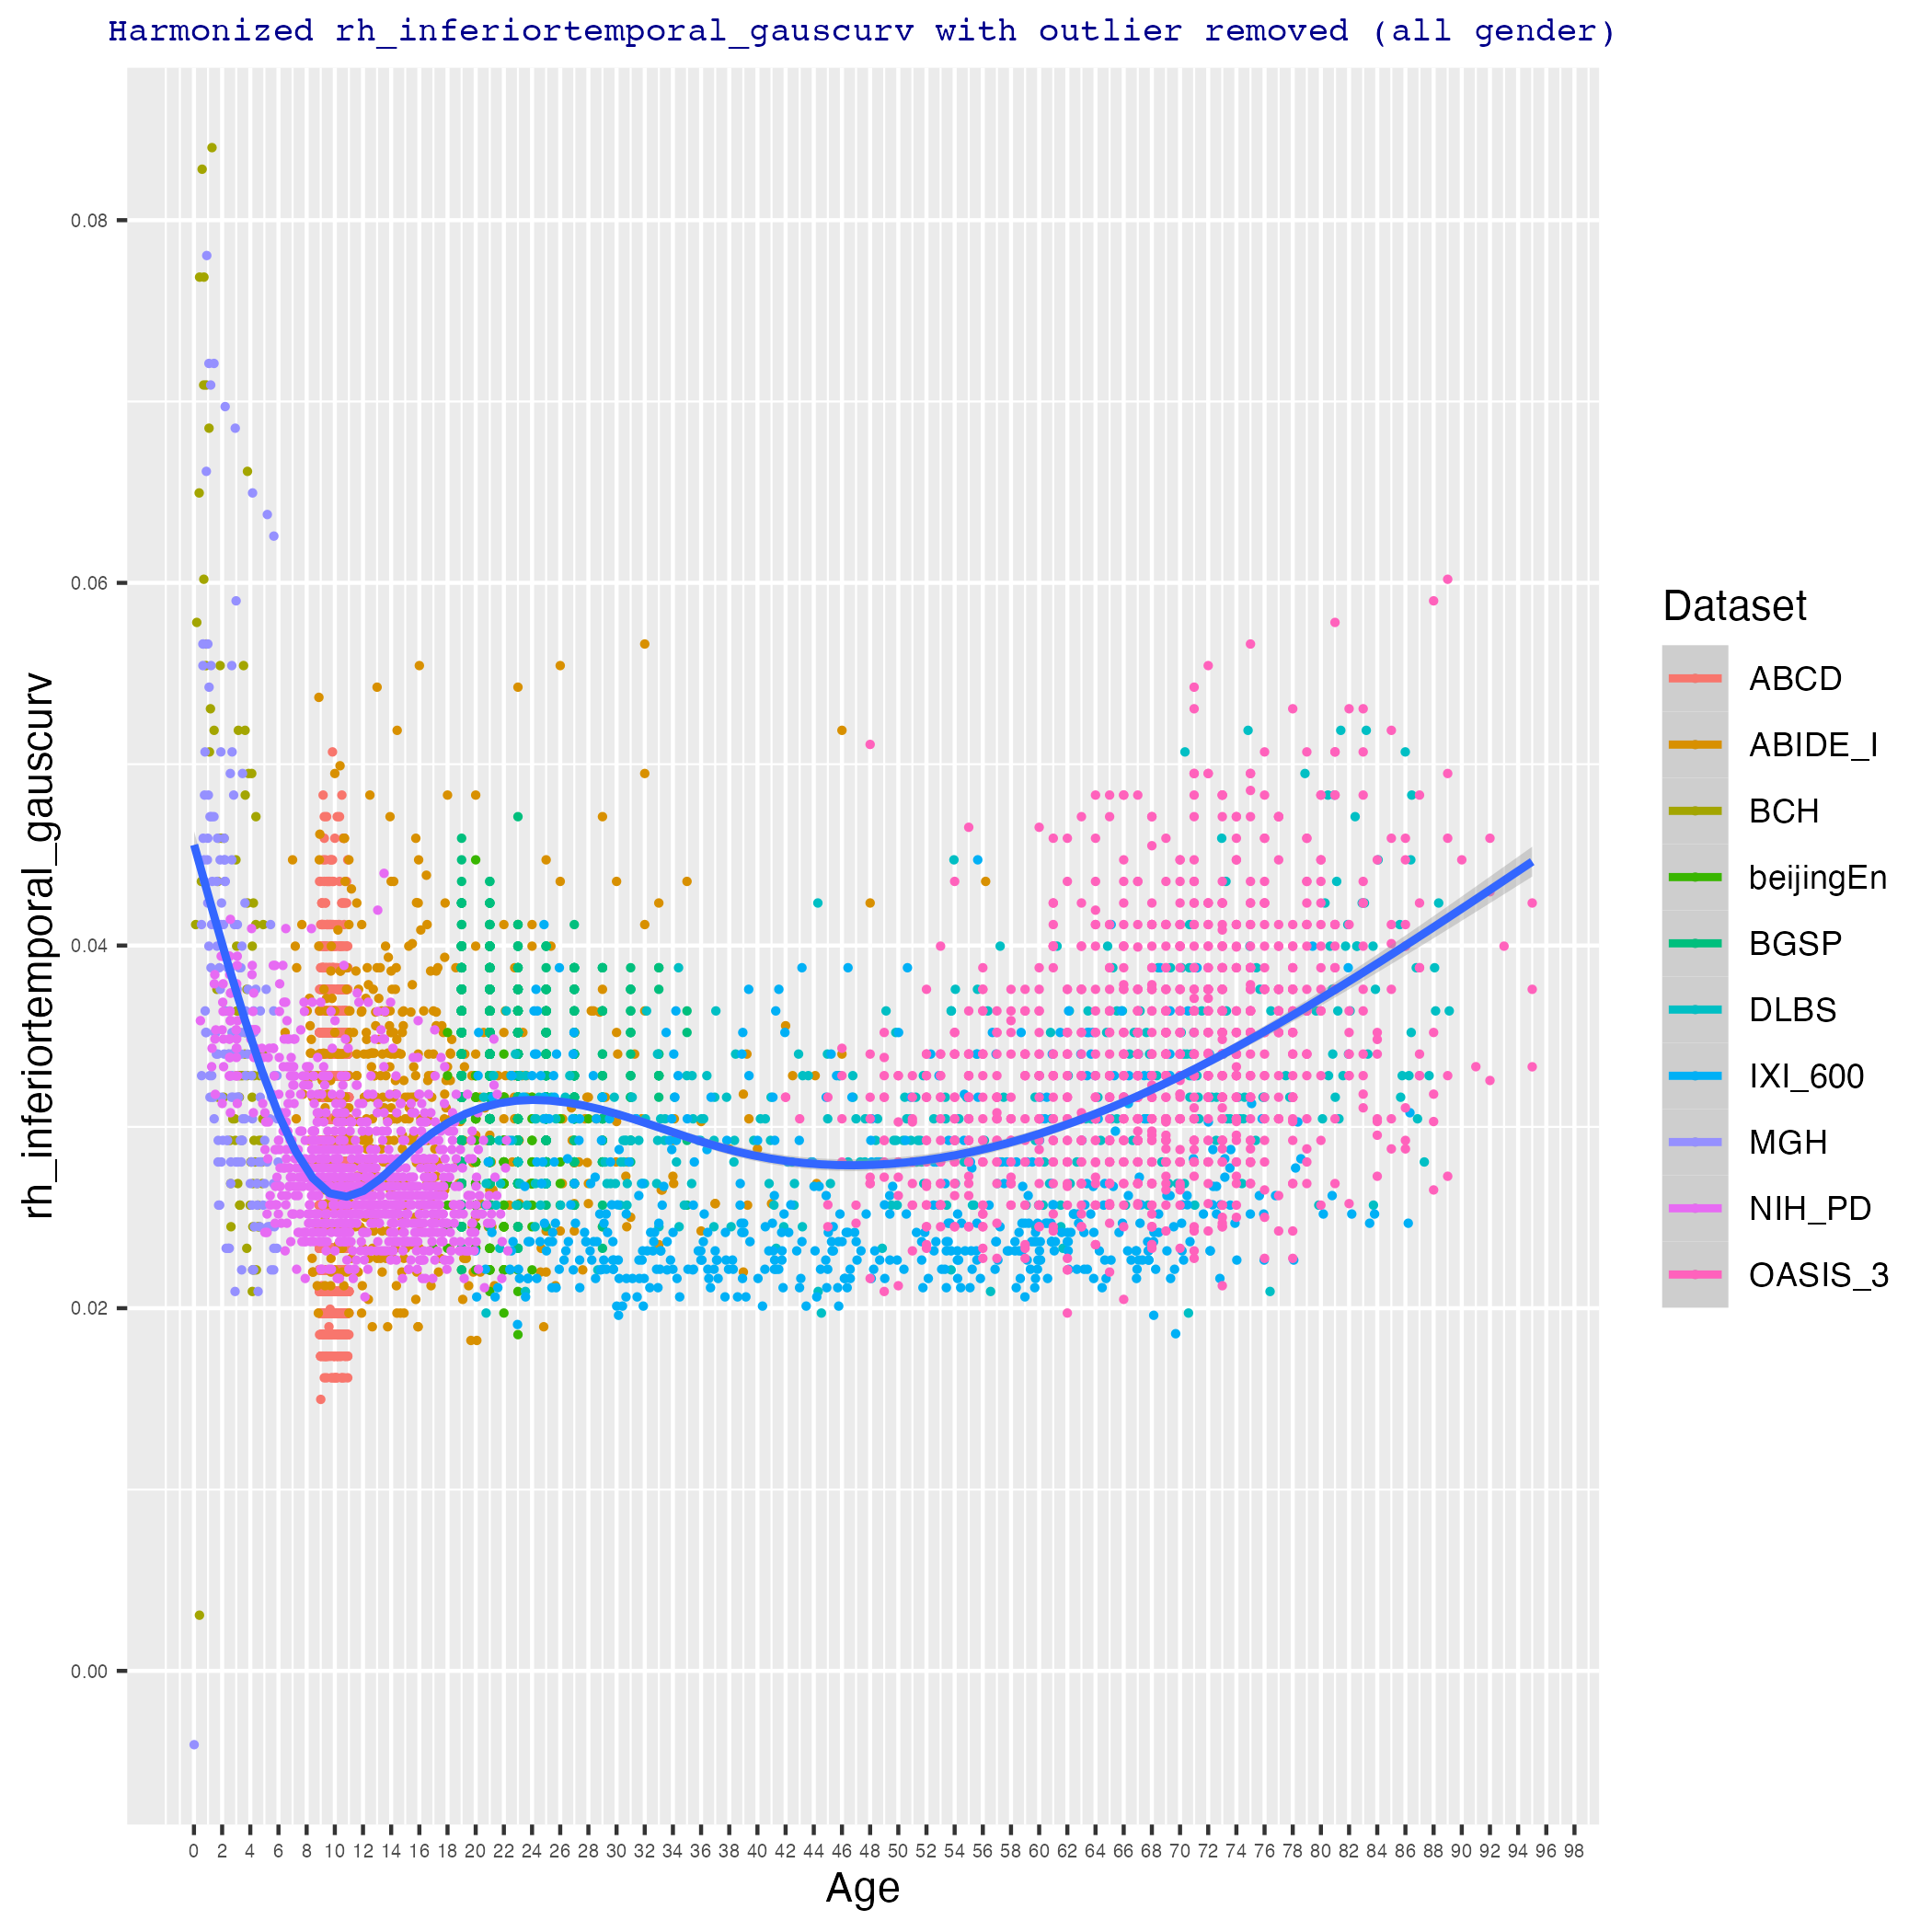 Harmonized rh_inferiortemporal_gauscurv with outlier removed (all gender)
rh_inferiortemporal_gauscurv
0.08
0.06
0.04
0.02
0.00
0 2 4 6 8 10 12 14 16 18 20 22 24 26 28 30 32 34 36 38 40 42 44 46 48 50 52 54 56 58 60 62 64 66 68 70 72 74 76 78 80 82 84 86 88 90 92 94 96 98
Age
Dataset
ABCD
ABIDE_I
BCH
beijingEn
BGSP
DLBS
IXI_600
MGH
NIH_PD
OASIS_3